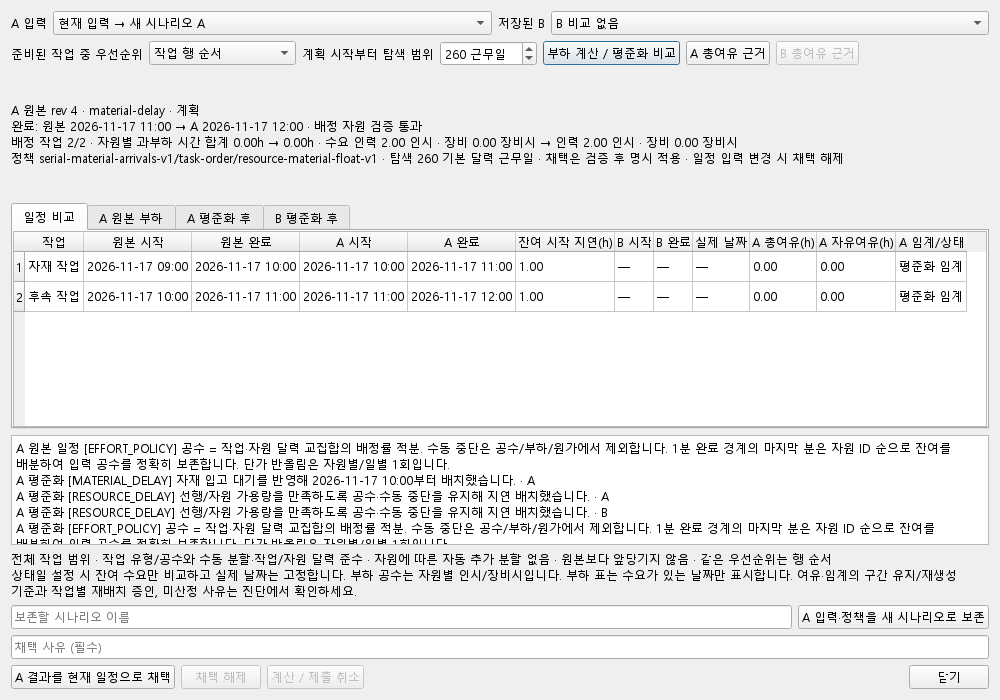 A 입력 현재 입력 → 새 시나리오 A 저장된 B B 비교 없음
준비된 작업 중 우선순위 작업 행 순서 계획 시작부터 탐색 범위 260 근무일 부하 계산 / 평준화 비교 A 총여유 근거 B 총여유 근거
A 원본 rev 4 · material-delay · 계획
완료: 원본 2026-11-17 11:00 → A 2026-11-17 12:00 · 배정 자원 검증 통과
배정 작업 2/2 · 자원별 과부하 시간 합계 0.00h → 0.00h · 수요 인력 2.00 인시 · 장비 0.00 장비시 → 인력 2.00 인시 · 장비 0.00 장비시
정책 serial-material-arrivals-v1/task-order/resource-material-float-v1 · 탐색 260 기본 달력 근무일 · 채택은 검증 후 명시 적용 · 일정 입력 변경 시 채택 해제
일정 비교 A 원본 부하 A 평준화 후 B 평준화 후
작업 원본 시작 원본 완료 A 시작 A 완료 잔여 시작 지연(h) B 시작 B 완료 실제 날짜 A 총여유(h) A 자유여유(h) A 임계/상태
1 자재 작업 2026-11-17 09:00 2026-11-17 10:00 2026-11-17 10:00 2026-11-17 11:00 1.00 — — — 0.00 0.00 평준화 임계
2 후속 작업 2026-11-17 10:00 2026-11-17 11:00 2026-11-17 11:00 2026-11-17 12:00 1.00 — — — 0.00 0.00 평준화 임계
A 원본 일정 [EFFORT_POLICY] 공수 = 작업·자원 달력 교집합의 배정률 적분. 수동 중단은 공수/부하/원가에서 제외합니다. 1분 완료 경계의 마지막 분은 자원 ID 순으로 잔여를
배분하여 입력 공수를 정확히 보존합니다. 단가 반올림은 자원별/일별 1회입니다.
A 평준화 [MATERIAL_DELAY] 자재 입고 대기를 반영해 2026-11-17 10:00부터 배치했습니다. · A
A 평준화 [RESOURCE_DELAY] 선행/자원 가용량을 만족하도록 공수·수동 중단을 유지해 지연 배치했습니다. · A
A 평준화 [RESOURCE_DELAY] 선행/자원 가용량을 만족하도록 공수·수동 중단을 유지해 지연 배치했습니다. · B
A 평준화 [EFFORT_POLICY] 공수 = 작업·자원 달력 교집합의 배정률 적분. 수동 중단은 공수/부하/원가에서 제외합니다. 1분 완료 경계의 마지막 분은 자원 ID 순으로 잔여를
배분하여 입력 공수를 정확히 보존합니다. 단가 반올림은 자원별/일별 1회입니다.
전체 작업 범위 · 작업 유형/공수와 수동 분할·작업/자원 달력 준수 · 자원에 따른 자동 추가 분할 없음 · 원본보다 앞당기지 않음 · 같은 우선순위는 행 순서
상태일 설정 시 잔여 수요만 비교하고 실제 날짜는 고정합니다. 부하 공수는 자원별 인시/장비시입니다. 부하 표는 수요가 있는 날짜만 표시합니다. 여유·임계의 구간 유지/재생성
기준과 작업별 재배치 증인, 미산정 사유는 진단에서 확인하세요.
보존할 시나리오 이름 A 입력·정책을 새 시나리오로 보존
채택 사유 (필수)
A 결과를 현재 일정으로 채택 채택 해제 계산 / 제출 취소 닫기